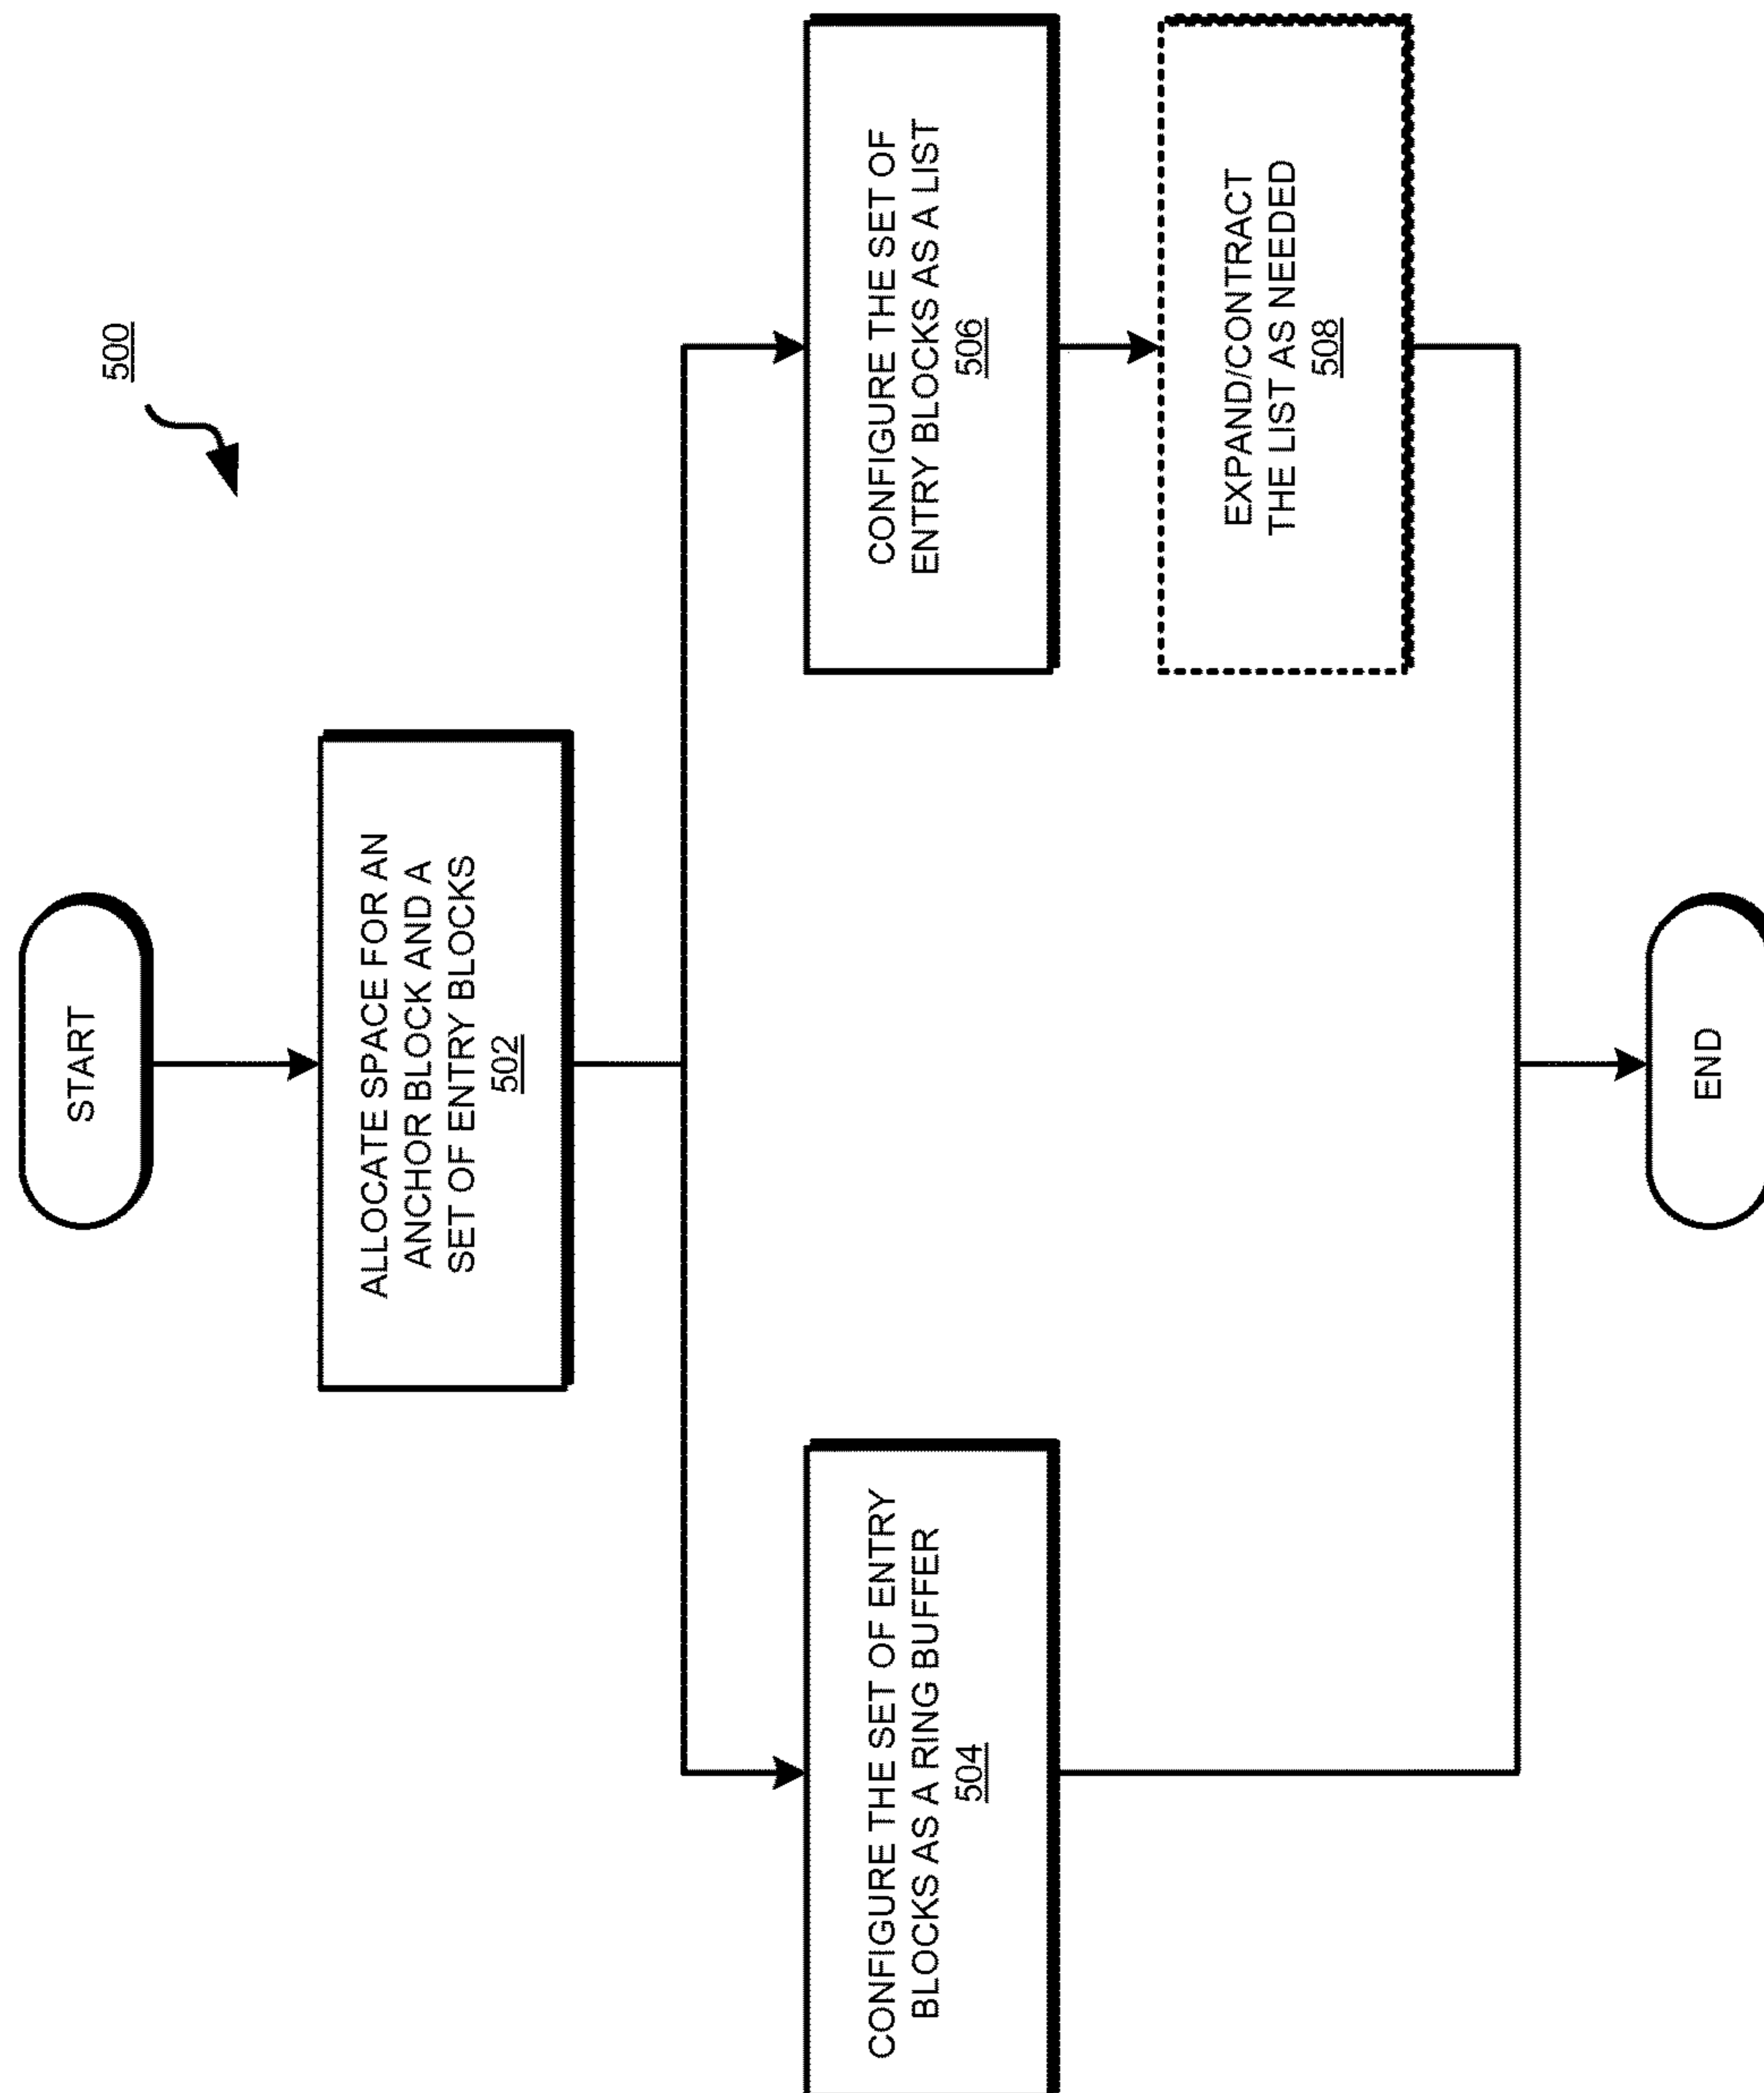 500
START
ALLOCATE SPACE FOR AN
ANCHOR BLOCK AND A
SET OF ENTRY BLOCKS
502
CONFIGURE THE SET OF ENTRY
BLOCKS AS A RING BUFFER
504
CONFIGURE THE SET OF
ENTRY BLOCKS AS A LIST
506
EXPAND/CONTRACT
THE LIST AS NEEDED
508
END